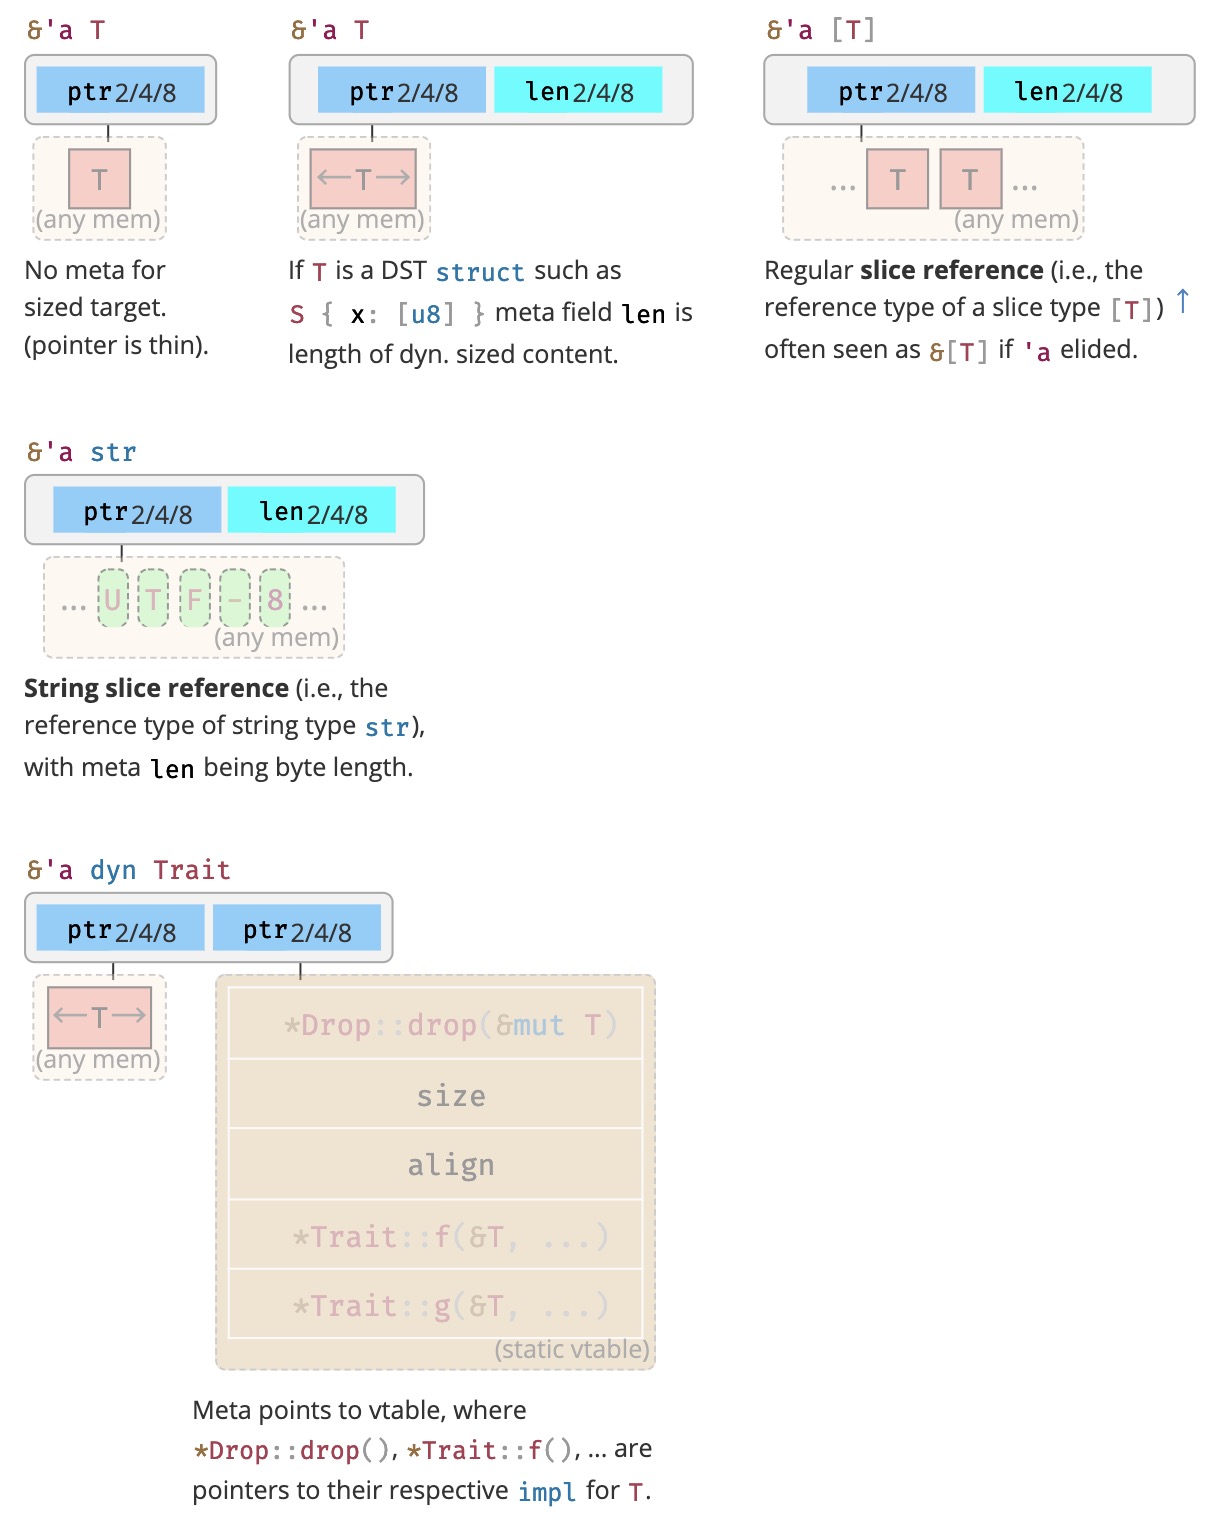 &'a T
ptr2/4/8
T
(any mem)
No meta for
sized target.
(pointer is thin).
&'a T
ptr2/4/8 len2/4/8
←T→
(any mem)
If T is a DST struct such as
S { x: [u8] } meta field len is
length of dyn. sized content.
&'a [T]
ptr2/4/8 len2/4/8
... T T ...
(any mem)
Regular slice reference (i.e., the
reference type of a slice type [T]) ↑
often seen as &[T] if 'a elided.
&'a str
ptr2/4/8 len2/4/8
... U T F - 8 ...
(any mem)
String slice reference (i.e., the
reference type of string type str),
with meta len being byte length.
&'a dyn Trait
ptr2/4/8 ptr2/4/8
←T→
(any mem)
*Drop::drop(&mut T)
size
align
*Trait::f(&T, ...)
*Trait::g(&T, ...)
(static vtable)
Meta points to vtable, where
*Drop::drop(), *Trait::f(), ... are
pointers to their respective impl for T.